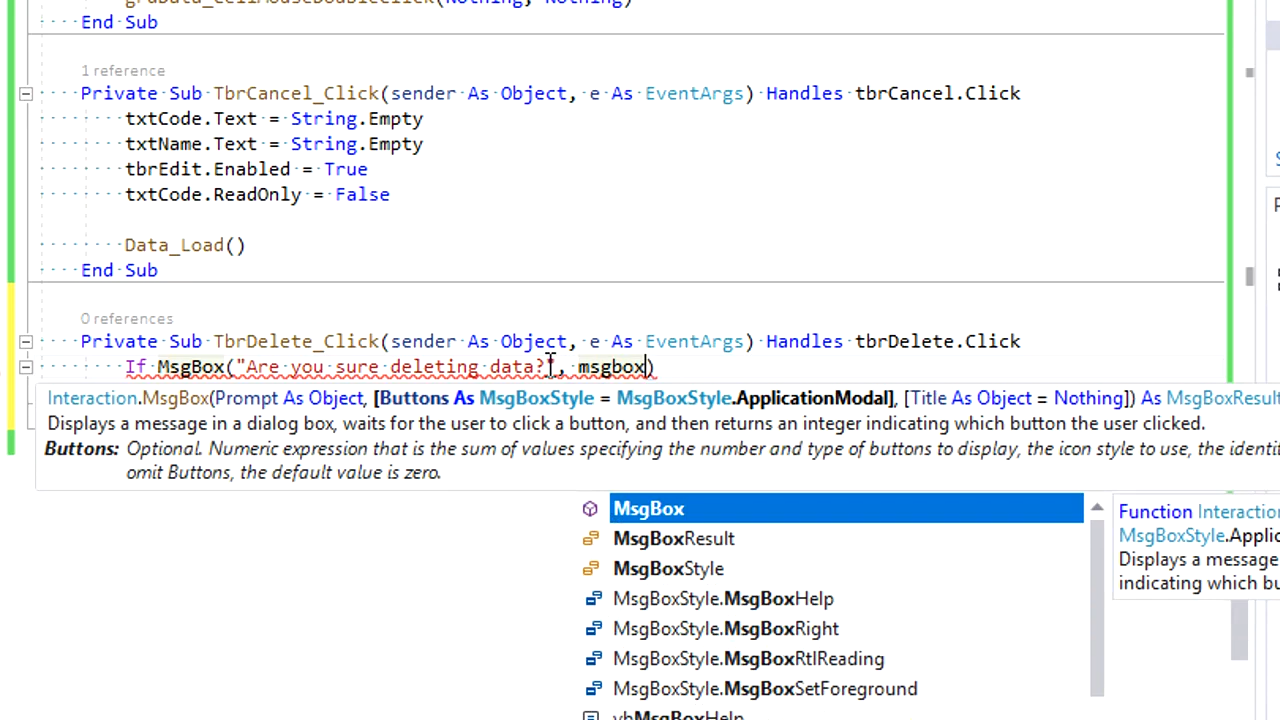 End Sub
1 reference
Private Sub TbrCancel_Click(sender As Object, e As EventArgs) Handles tbrCancel.Click
txtCode.Text = String.Empty
txtName.Text = String.Empty
tbrEdit.Enabled = True
txtCode.ReadOnly = False
Data_Load()
End Sub
0 references
Private Sub TbrDelete_Click(sender As Object, e As EventArgs) Handles tbrDelete.Click
If MsgBox("Are you sure deleting data?", msgbox)
Interaction.MsgBox(Prompt As Object, [Buttons As MsgBoxStyle = MsgBoxStyle.ApplicationModal], [Title As Object = Nothing]) As MsgBoxResult
Displays a message in a dialog box, waits for the user to click a button, and then returns an integer indicating which button the user clicked.
Buttons: Optional. Numeric expression that is the sum of values specifying the number and type of buttons to display, the icon style to use, the
omit Buttons, the default value is zero.
MsgBox
MsgBoxResult
MsgBoxStyle
MsgBoxStyle.MsgBoxHelp
MsgBoxStyle.MsgBoxRight
MsgBoxStyle.MsgBoxRtlReading
MsgBoxStyle.MsgBoxSetForeground
vbMsgBoxHelp
Function Interaction
MsgBoxStyle.Applic
Displays a message
indicating which bu